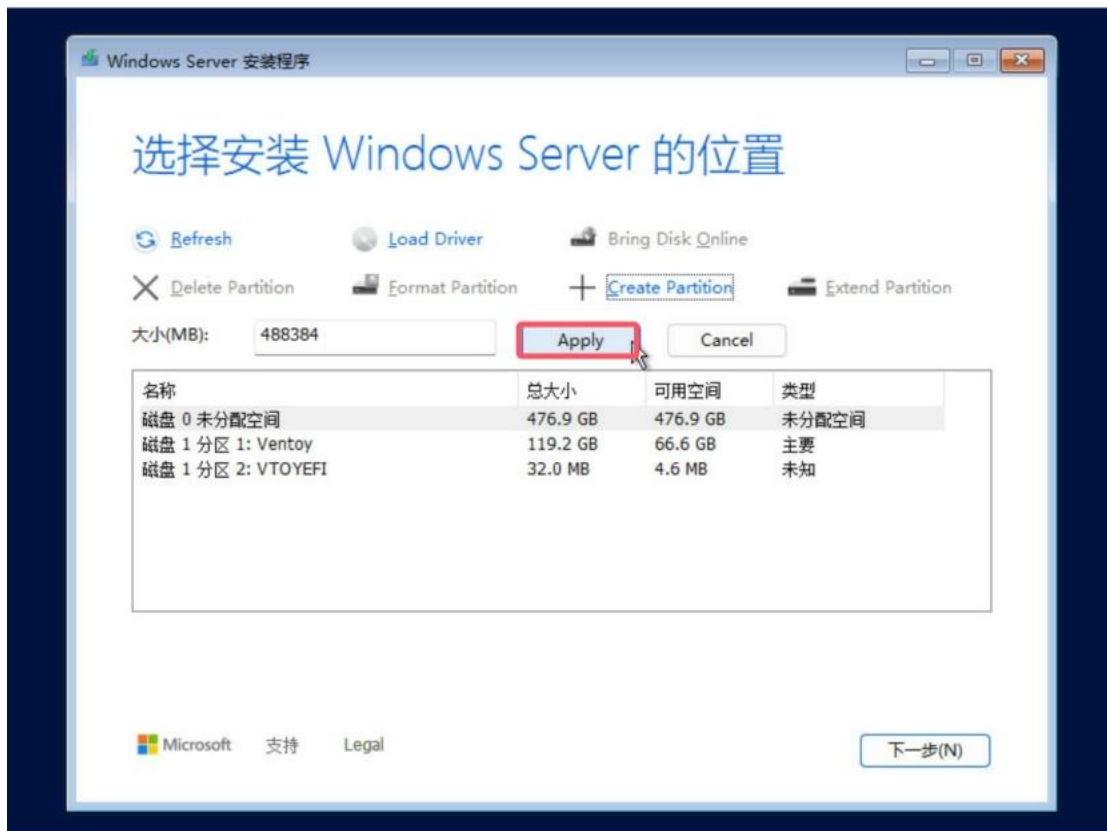 Windows Server 安装程序
选择安装 Windows Server 的位置
Refresh Load Driver Bring Disk Online
Delete Partition Format Partition Create Partition Extend Partition
大小(MB): 488384 Apply Cancel
名称 总大小 可用空间 类型
磁盘 0 未分配空间 476.9 GB 476.9 GB 未分配空间
磁盘 1 分区 1: Ventoy 119.2 GB 66.6 GB 主要
磁盘 1 分区 2: VTOYEFI 32.0 MB 4.6 MB 未知
Microsoft 支持 Legal 下一步(N)